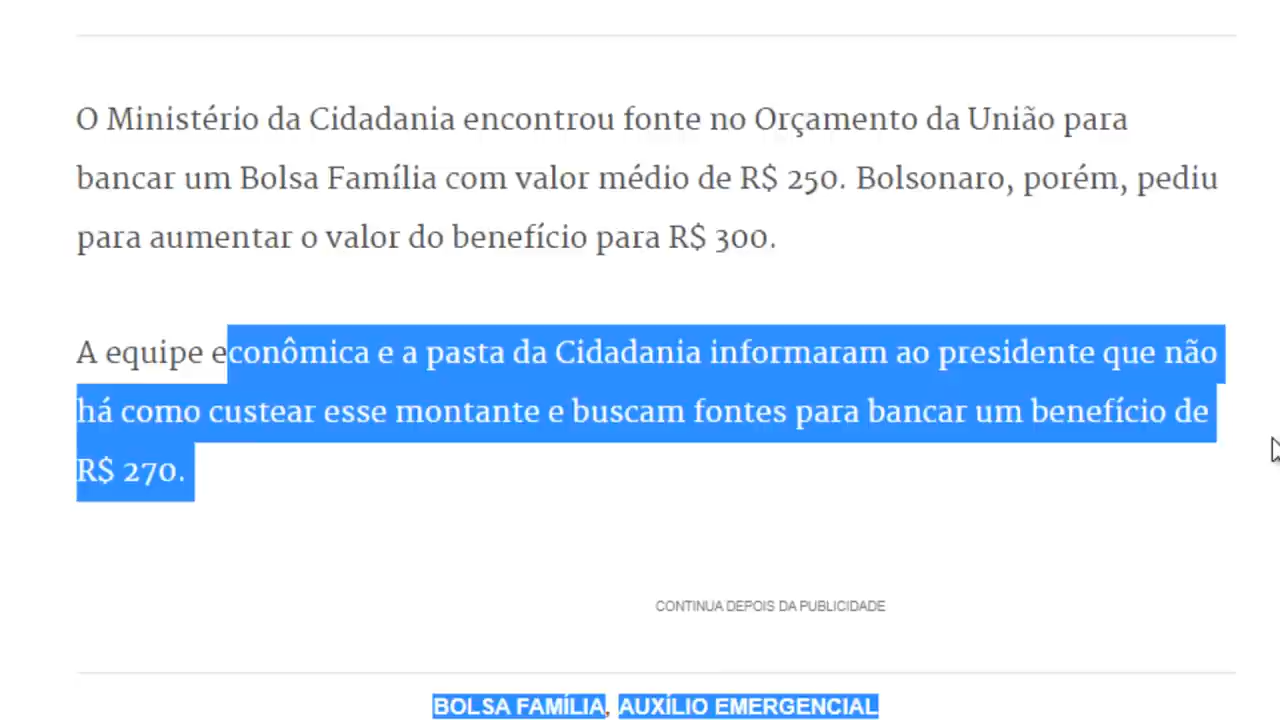 O Ministério da Cidadania encontrou fonte no Orçamento da União para
bancar um Bolsa Família com valor médio de R$ 250. Bolsonaro, porém, pediu
para aumentar o valor do benefício para R$ 300.
A equipe econômica e a pasta da Cidadania informaram ao presidente que não
há como custear esse montante e buscam fontes para bancar um benefício de
R$ 270.
CONTINUA DEPOIS DA PUBLICIDADE
BOLSA FAMÍLIA, AUXÍLIO EMERGENCIAL